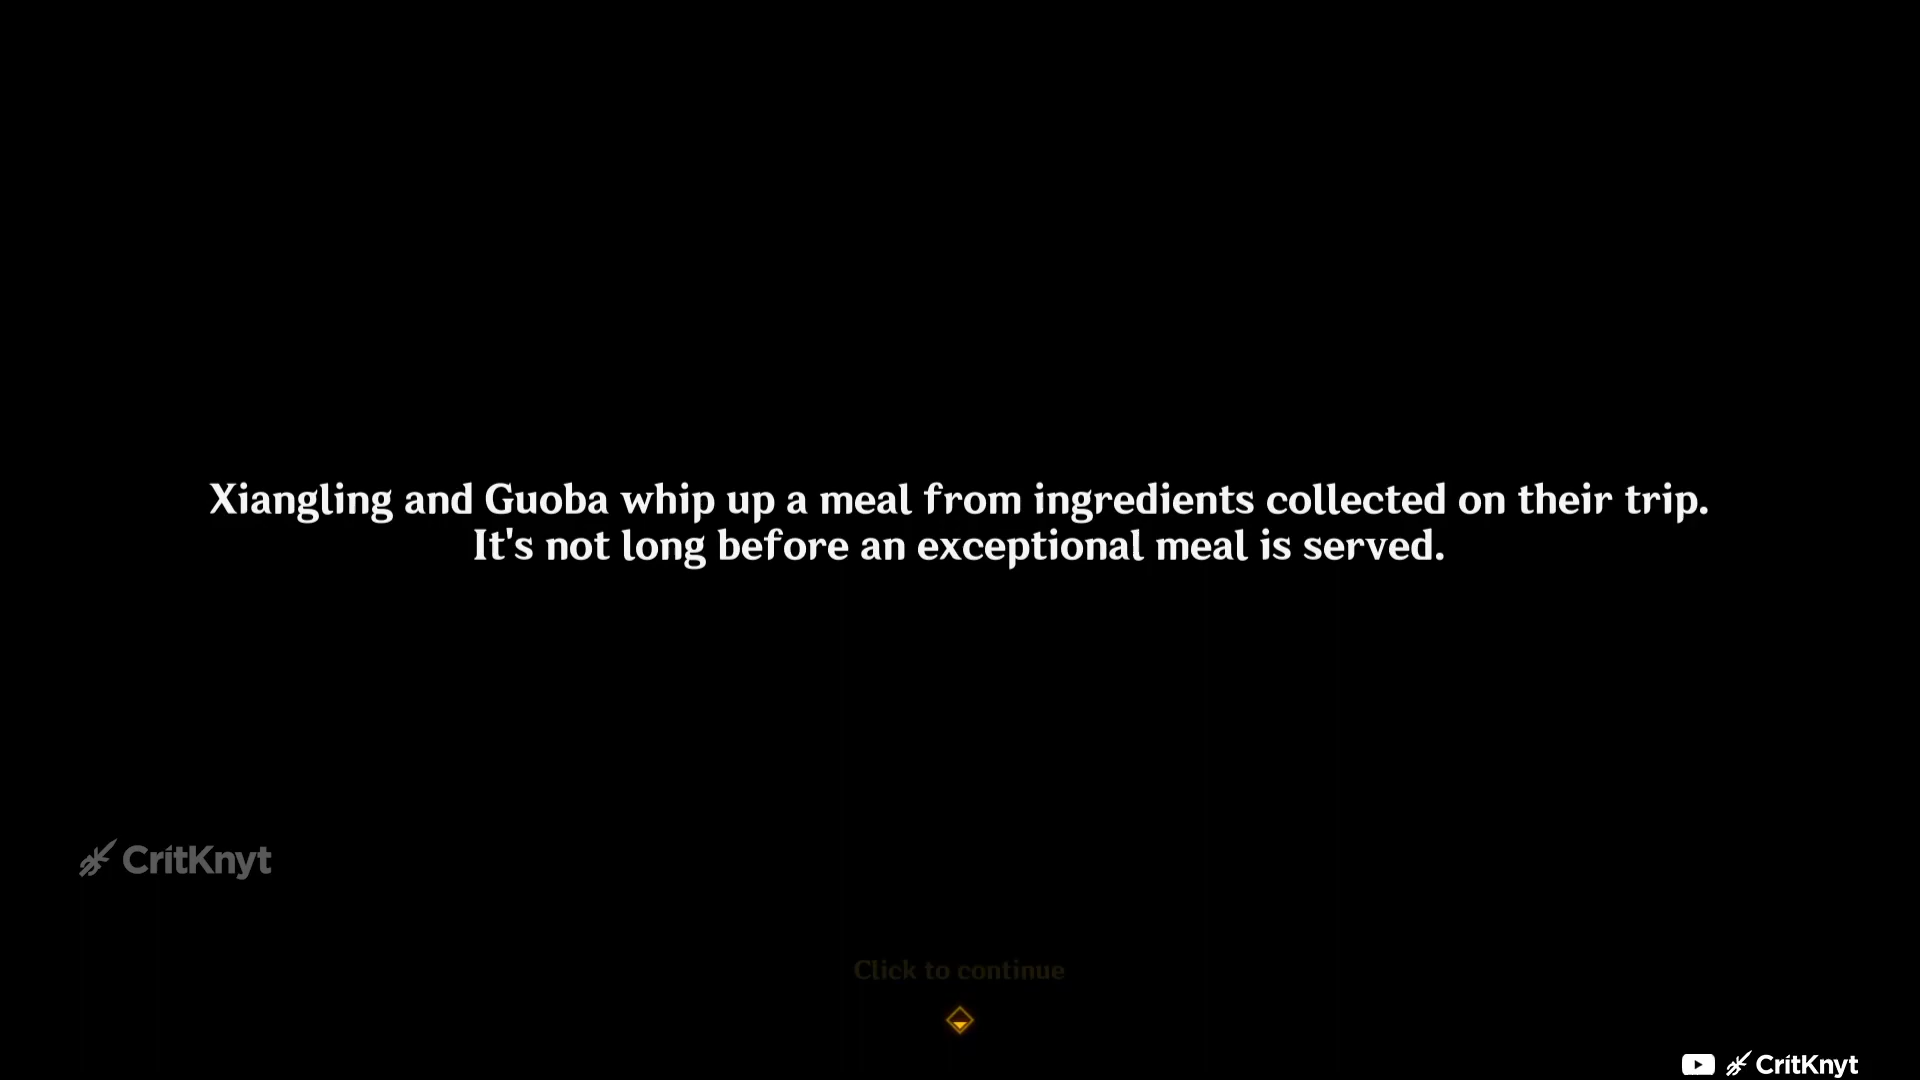 Xiangling and Guoba whip up a meal from ingredients collected on their trip.
It's not long before an exceptional meal is served.
CritKnyt
Click to continue
CritKnyt